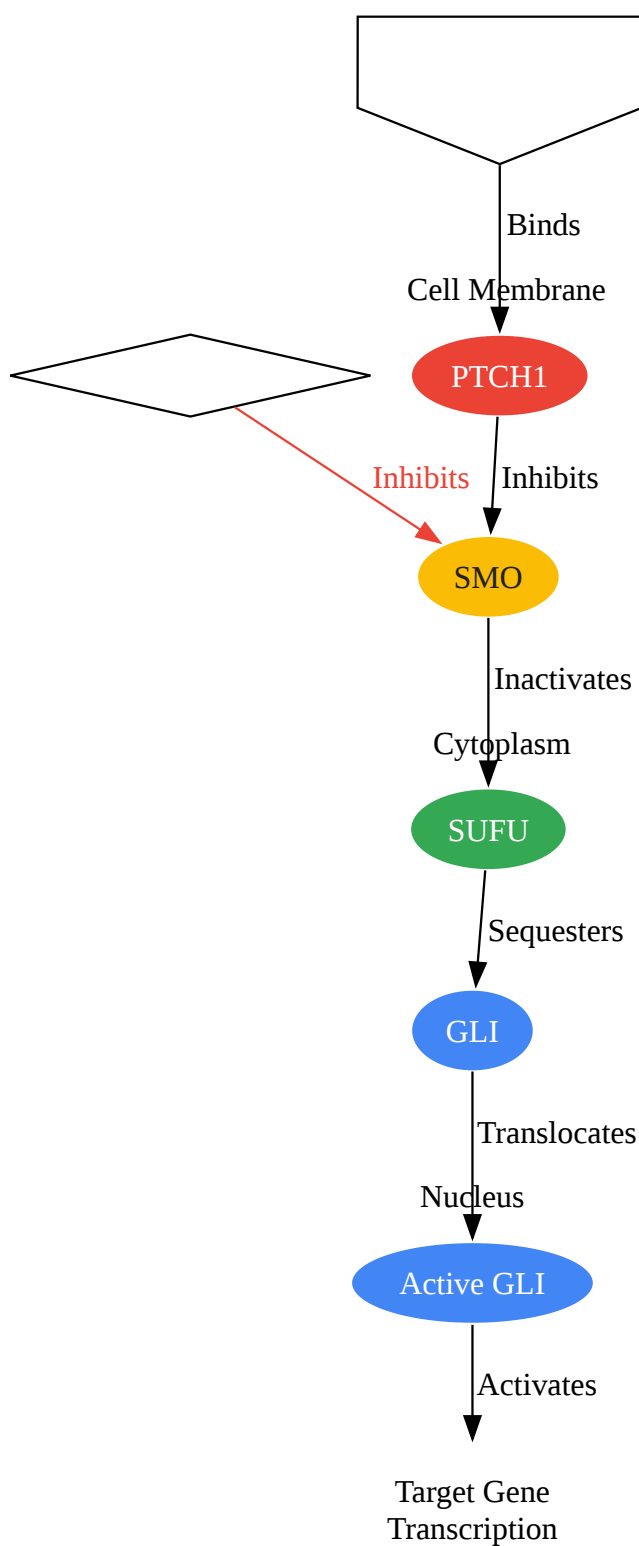 Binds
Cell Membrane
PTCH1
Inhibits
Inhibits
SMO
Inactivates
Cytoplasm
SUFU
Sequesters
GLI
Translocates
Nucleus
Active GLI
Activates
Target Gene
Transcription